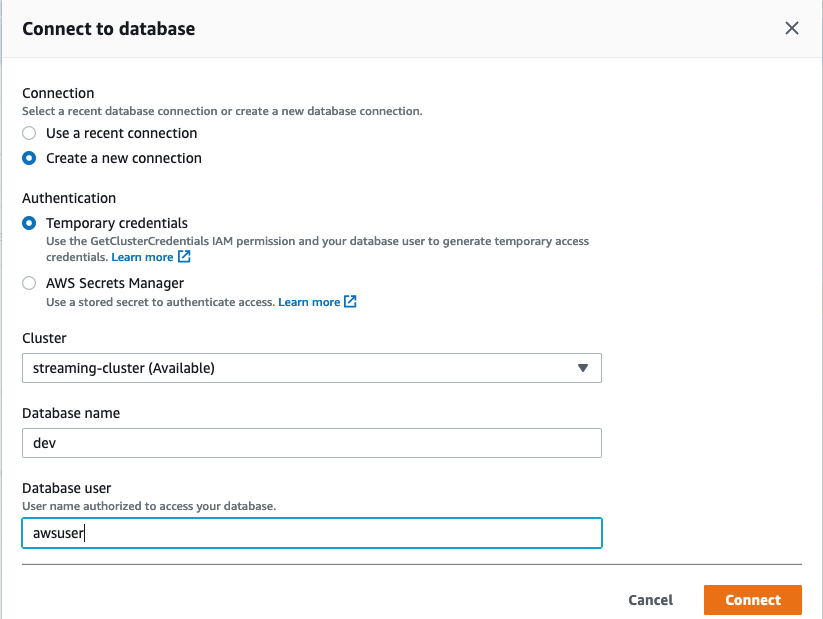 Connect to database
Connection
Select a recent database connection or create a new database connection.
Use a recent connection
Create a new connection
Authentication
Temporary credentials
Use the GetClusterCredentials IAM permission and your database user to generate temporary access
credentials. Learn more
AWS Secrets Manager
Use a stored secret to authenticate access. Learn more
Cluster
streaming-cluster (Available)
Database name
dev
Database user
User name authorized to access your database.
awsuser
Cancel
Connect